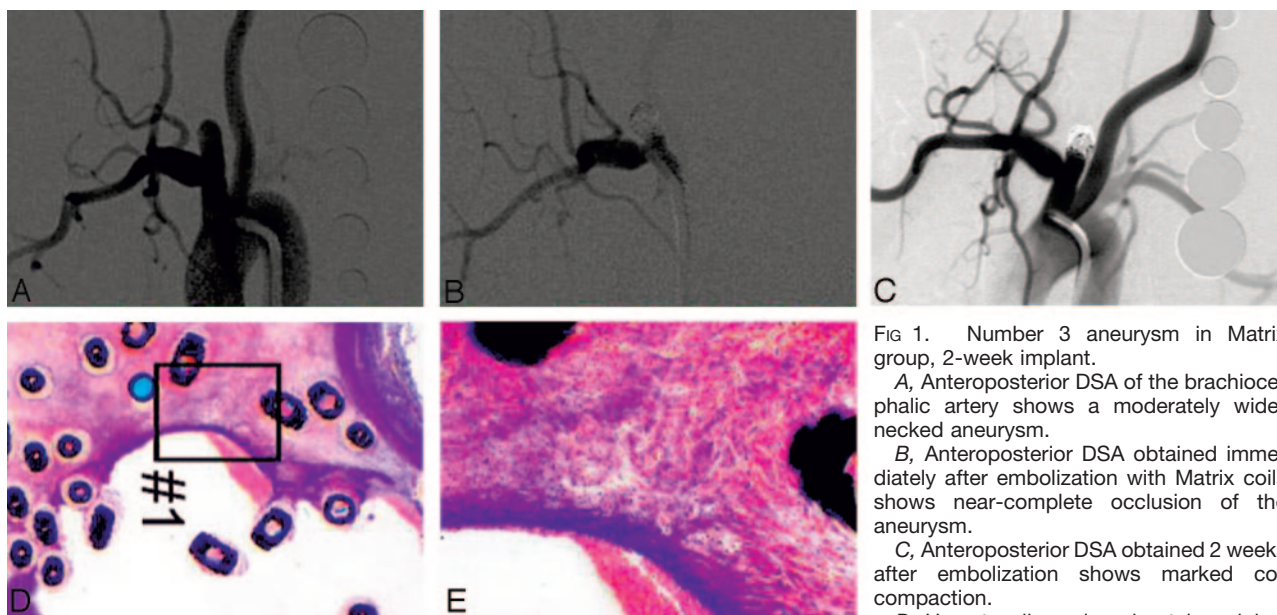 A
B
C
D
#1
E
FIG 1. Number 3 aneurysm in Matrix
group, 2-week implant.
A, Anteroposterior DSA of the brachioce-
phalic artery shows a moderately wide-
necked aneurysm.
B, Anteroposterior DSA obtained imme-
diately after embolization with Matrix coil
shows near-complete occlusion of the
aneurysm.
C, Anteroposterior DSA obtained 2 week
after embolization shows marked co
compaction.